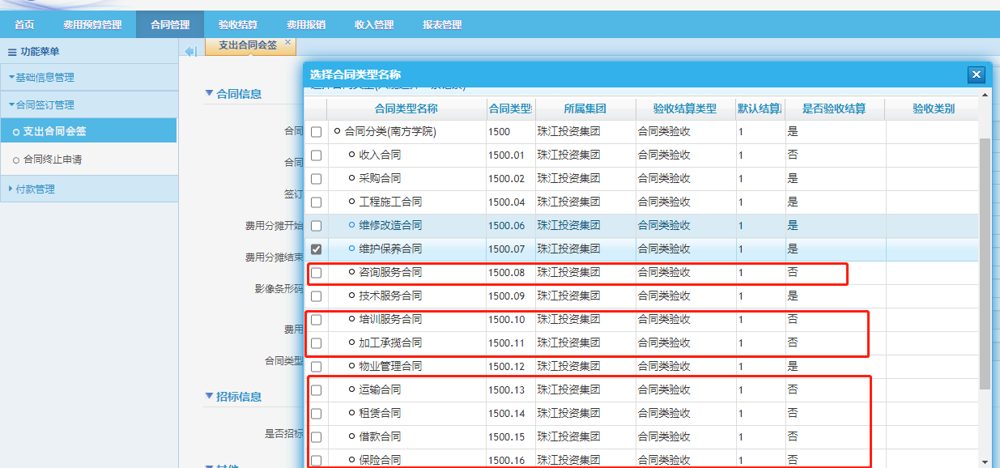 首页 费用预算管理 合同管理 验收结算 费用报销 收入管理 报表管理
功能菜单
支出合同会签
基础信息管理
合同签订管理
支出合同会签
合同终止申请
付款管理
合同信息
合同
合同
签订
费用分摊开始
费用分摊结束
影像条形码
费用
合同类型
招标信息
是否招标
选择合同类型名称
合同类型名称 合同类型 所属集团 验收结算类型 默认结算 是否验收结算 验收类别
合同分类(南方学院) 1500 珠江投资集团 合同类验收 1 是
收入合同 1500.01 珠江投资集团 合同类验收 1 否
采购合同 1500.02 珠江投资集团 合同类验收 1 是
工程施工合同 1500.04 珠江投资集团 合同类验收 1 是
维修改造合同 1500.06 珠江投资集团 合同类验收 1 是
维护保养合同 1500.07 珠江投资集团 合同类验收 1 是
咨询服务合同 1500.08 珠江投资集团 合同类验收 1 否
技术服务合同 1500.09 珠江投资集团 合同类验收 1 是
培训服务合同 1500.10 珠江投资集团 合同类验收 1 否
加工承揽合同 1500.11 珠江投资集团 合同类验收 1 否
物业管理合同 1500.12 珠江投资集团 合同类验收 1 是
运输合同 1500.13 珠江投资集团 合同类验收 1 否
租赁合同 1500.14 珠江投资集团 合同类验收 1 否
借款合同 1500.15 珠江投资集团 合同类验收 1 否
保险合同 1500.16 珠江投资集团 合同类验收 1 否